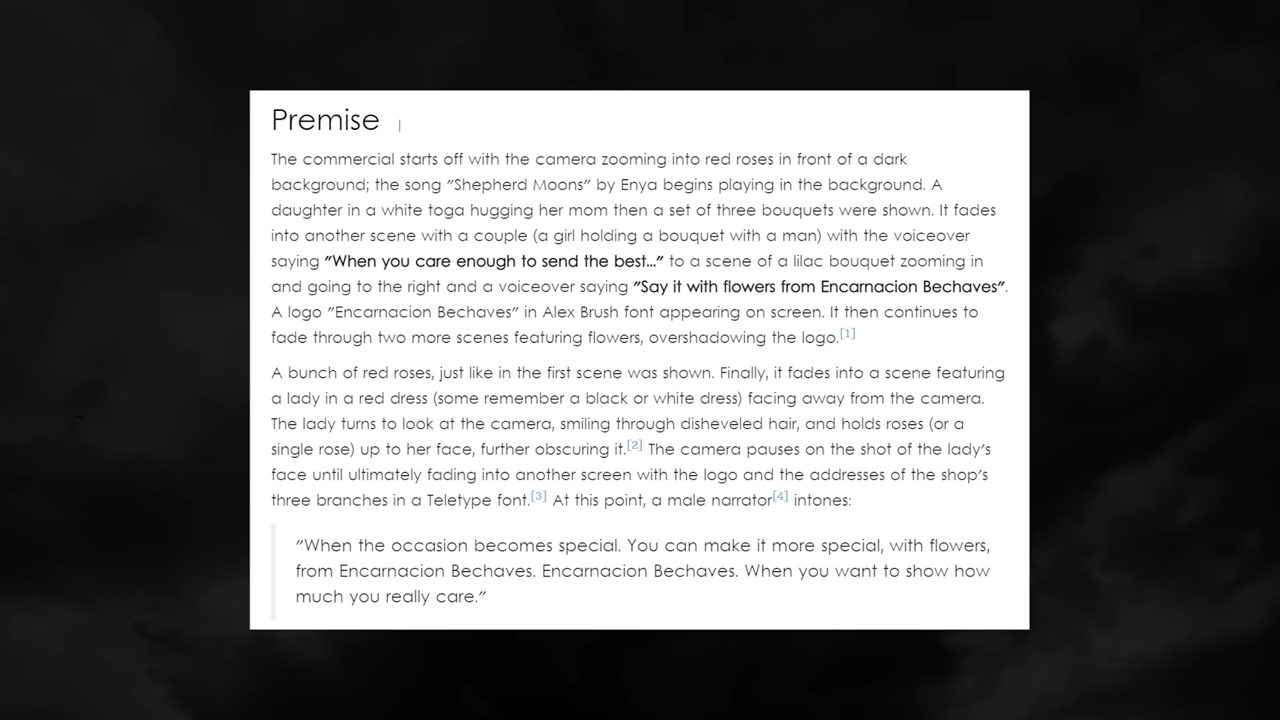 Premise
The commercial starts off with the camera zooming into red roses in front of a dark
background; the song "Shepherd Moons" by Enya begins playing in the background. A
daughter in a white toga hugging her mom then a set of three bouquets were shown. It fades
into another scene with a couple (a girl holding a bouquet with a man) with the voiceover
saying "When you care enough to send the best..." to a scene of a lilac bouquet zooming in
and going to the right and a voiceover saying "Say it with flowers from Encarnacion Bechaves".
A logo "Encarnacion Bechaves" in Alex Brush font appearing on screen. It then continues to
fade through two more scenes featuring flowers, overshadowing the logo.[1]
A bunch of red roses, just like in the first scene was shown. Finally, it fades into a scene featuring
a lady in a red dress (some remember a black or white dress) facing away from the camera.
The lady turns to look at the camera, smiling through disheveled hair, and holds roses (or a
single rose) up to her face, further obscuring it.[2] The camera pauses on the shot of the lady's
face until ultimately fading into another screen with the logo and the addresses of the shop's
three branches in a Teletype font.[3] At this point, a male narrator[4] intones:
"When the occasion becomes special. You can make it more special, with flowers,
from Encarnacion Bechaves. Encarnacion Bechaves. When you want to show how
much you really care."